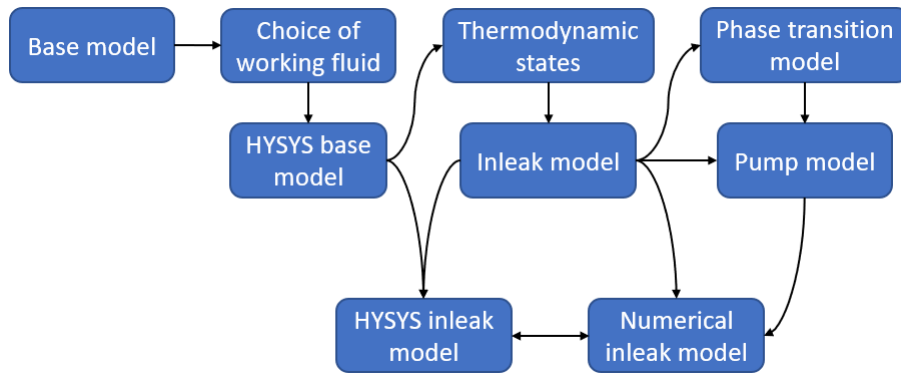 Base model
Choice of
working fluid
Thermodynamic
states
Phase transition
model
HYSYS base
model
Inleak model
Pump model
HYSYS inleak
model
Numerical
inleak model